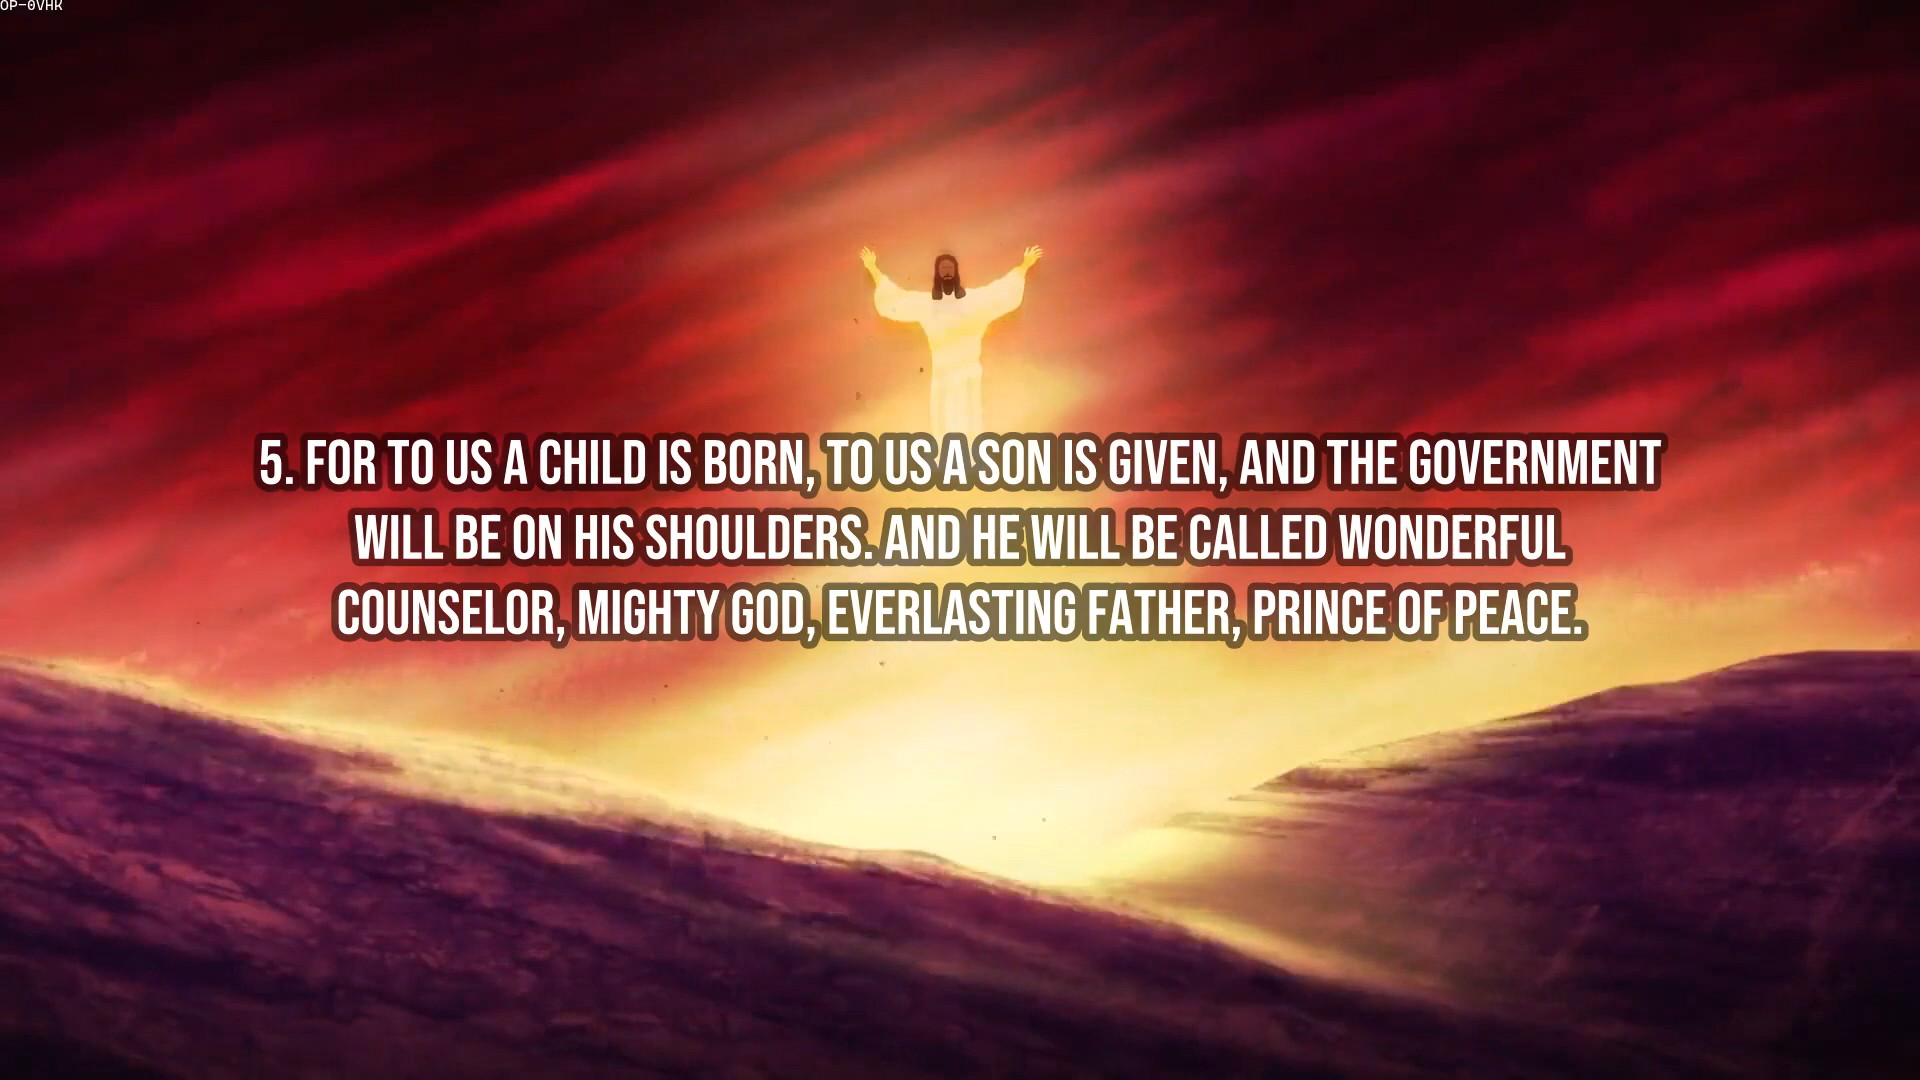 OP-0VHK
5. FOR TO US A CHILD IS BORN, TO US A SON IS GIVEN, AND THE GOVERNMENT
WILL BE ON HIS SHOULDERS. AND HE WILL BE CALLED WONDERFUL
COUNSELOR, MIGHTY GOD, EVERLASTING FATHER, PRINCE OF PEACE.